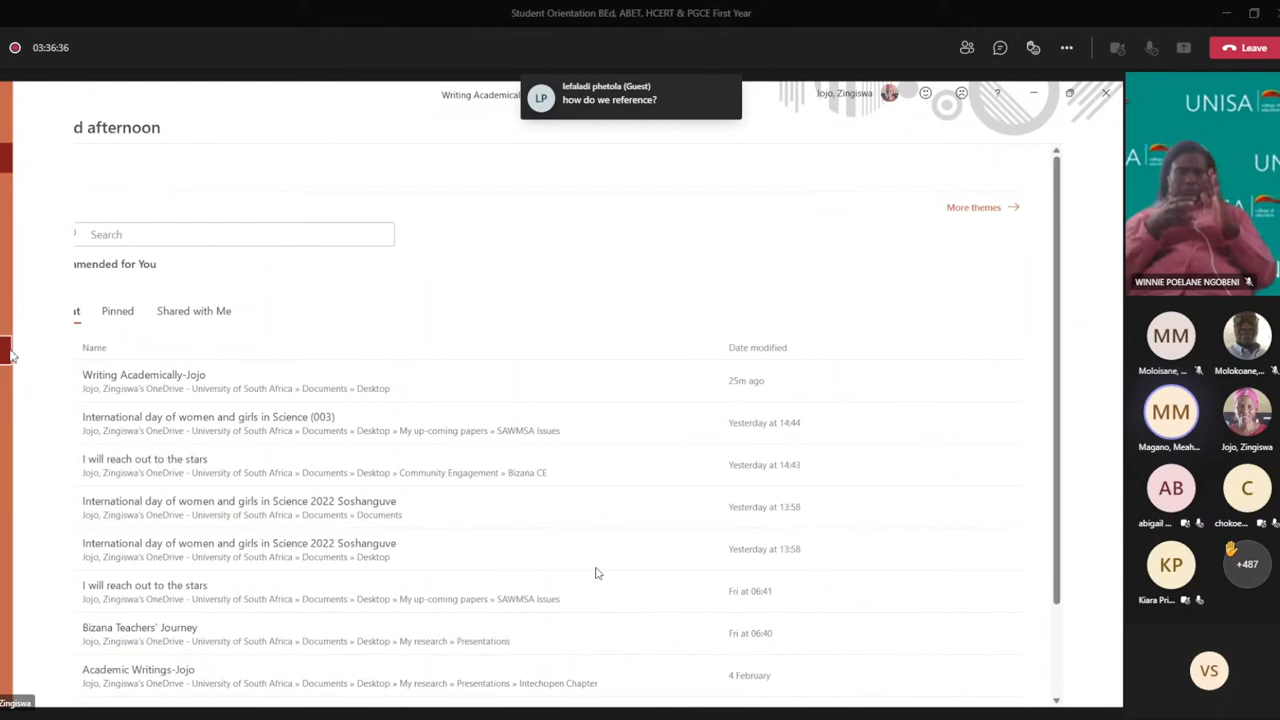 Student Orientation BEd, ABET, HCERT & PGCE First Year
03:36:36
Leave
lefaladi phetola (Guest)
LP
how do we reference?
Writing Academical
Jojo, Zingiswa
?
d afternoon
More themes
Search
mended for You
Pinned
Shared with Me
Name
Date modified
Writing Academically-Jojo
Jojo, Zingiswa's OneDrive - University of South Africa » Documents » Desktop
25m ago
International day of women and girls in Science (003)
Jojo, Zingiswa's OneDrive - University of South Africa » Documents » Desktop » My up-coming papers » SAWMSA Issues
Yesterday at 14:44
I will reach out to the stars
Jojo, Zingiswa's OneDrive - University of South Africa » Documents » Desktop » Community Engagement » Bizana CE
Yesterday at 14:43
International day of women and girls in Science 2022 Soshanguve
Jojo, Zingiswa's OneDrive - University of South Africa » Documents » Documents
Yesterday at 13:58
International day of women and girls in Science 2022 Soshanguve
Jojo, Zingiswa's OneDrive - University of South Africa » Documents » Desktop
Yesterday at 13:58
I will reach out to the stars
Jojo, Zingiswa's OneDrive - University of South Africa » Documents » Desktop » My up-coming papers » SAWMSA Issues
Fri at 06:41
Bizana Teachers' Journey
Jojo, Zingiswa's OneDrive - University of South Africa » Documents » Desktop » My research » Presentations
Fri at 06:40
Academic Writings-Jojo
Jojo, Zingiswa's OneDrive - University of South Africa » Documents » Desktop » My research » Presentations » Intechopen Chapter
4 February
Zingiswa
UNISA
WINNIE POELANE NGOBENI
MM
Moloisane, ...
Molokoane,...
MM
Magano, Meah...
Jojo, Zingiswa
AB
abigail
C
chokoe...
KP
Kiara Pri...
+487
VS